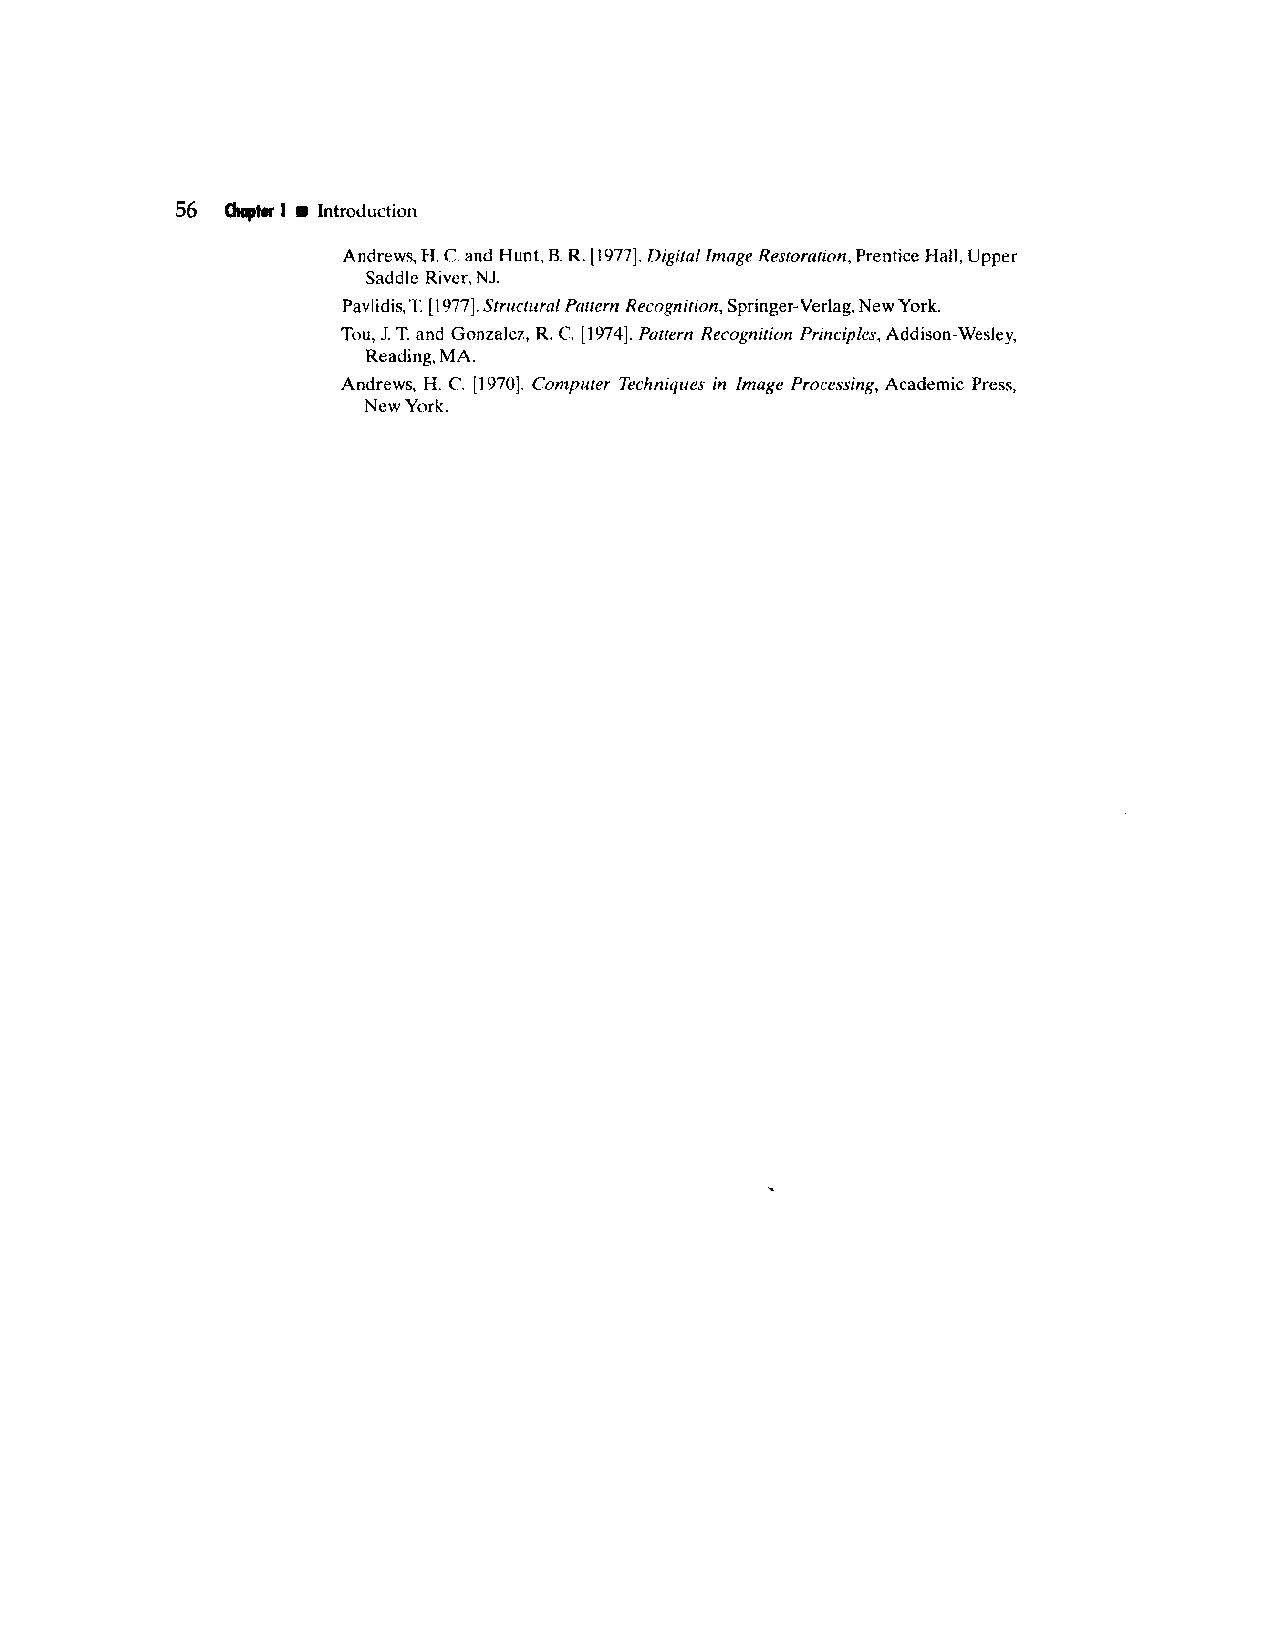 56 Chapter 1 ■ Introduction
Andrews, H. C. and Hunt, B. R. [1977]. Digital Image Restoration, Prentice Hall, Upper
Saddle River, NJ.
Pavlidis, T. [1977]. Structural Pattern Recognition, Springer-Verlag, New York.
Tou, J. T. and Gonzalez, R. C. [1974]. Pattern Recognition Principles, Addison-Wesley,
Reading, MA.
Andrews, H. C. [1970]. Computer Techniques in Image Processing, Academic Press,
New York.